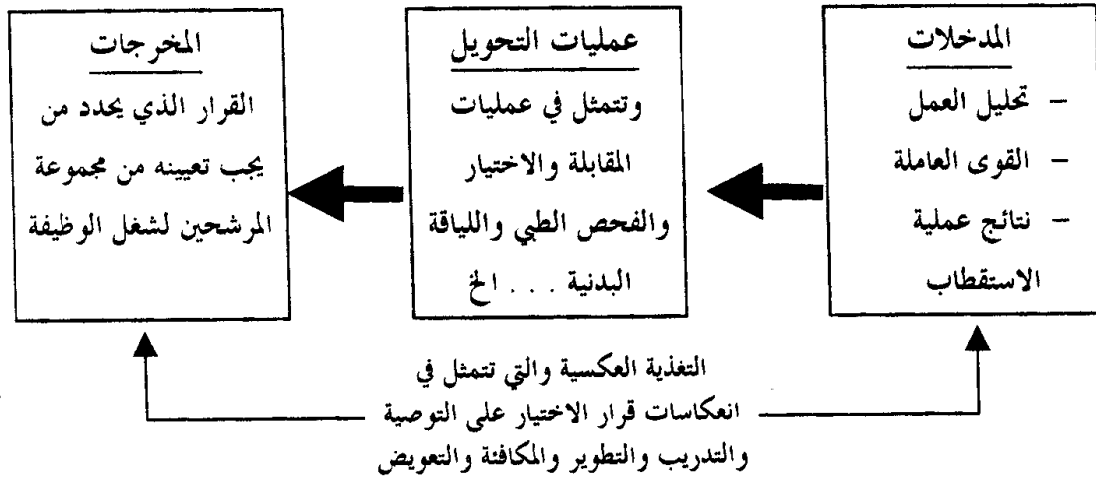 المدخلات
- تحليل العمل
- القوى العاملة
- نتائج عملية
الاستقطاب
عمليات التحويل
وتتمثل في عمليات
المقابلة والاختيار
والفحص الطبي واللياقة
البدنية . . . الخ
المخرجات
القرار الذي يحدد من
يجب تعيينه من مجموعة
المرشحين لشغل الوظيفة
التغذية العكسية والتي تتمثل في
انعكاسات قرار الاختيار على التوصية
والتدريب والتطوير والمكافئة والتعويض